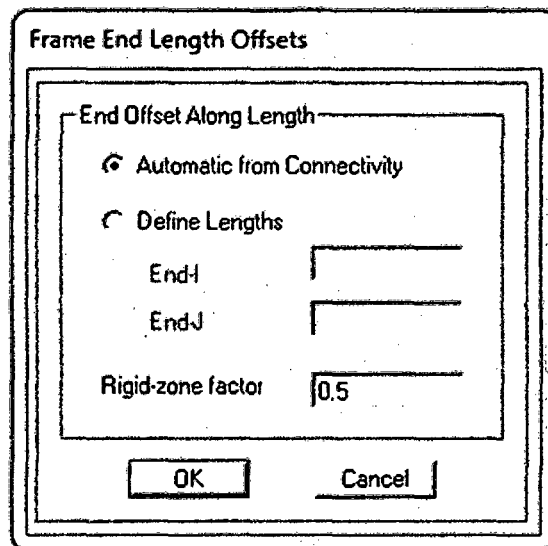 Frame End Length Offsets
End Offset Along Length
Automatic from Connectivity
Define Lengths
End-I
End-J
Rigid-zone factor 0.5
OK Cancel